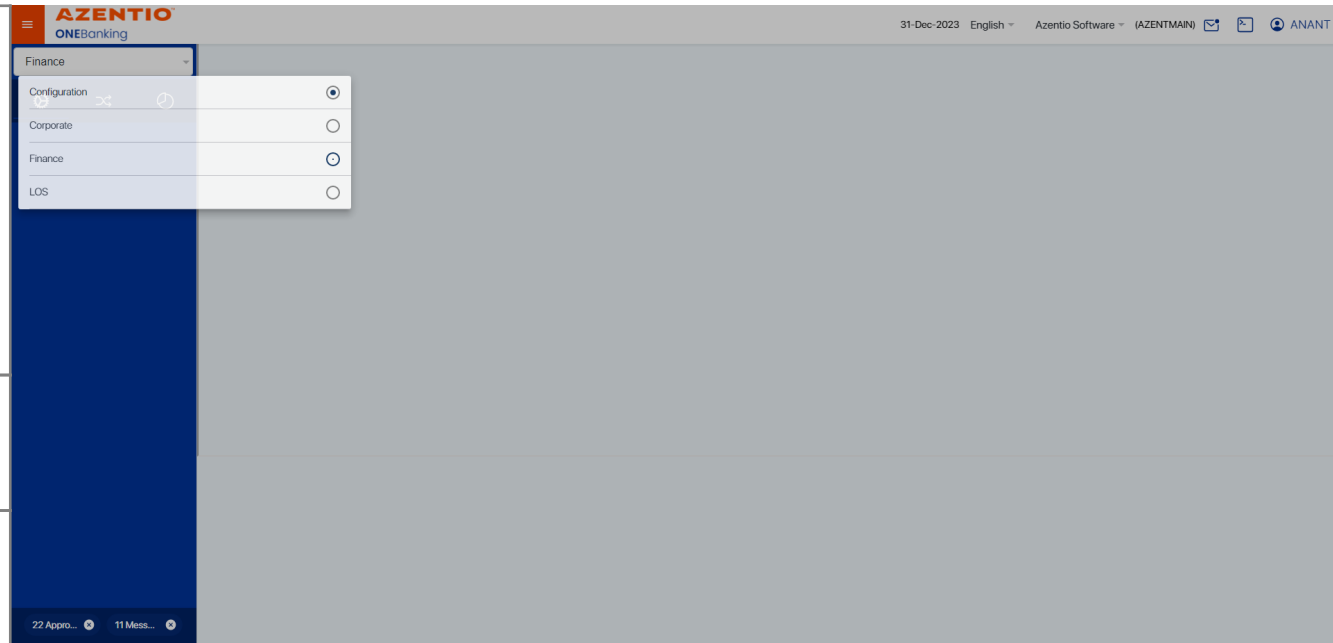 AZENTIO
ONEBanking
31-Dec-2023 English Azentio Software (AZENTMAIN) ANANT
Finance
Configuration
Corporate
Finance
LOS
22 Appro... 11 Mess...